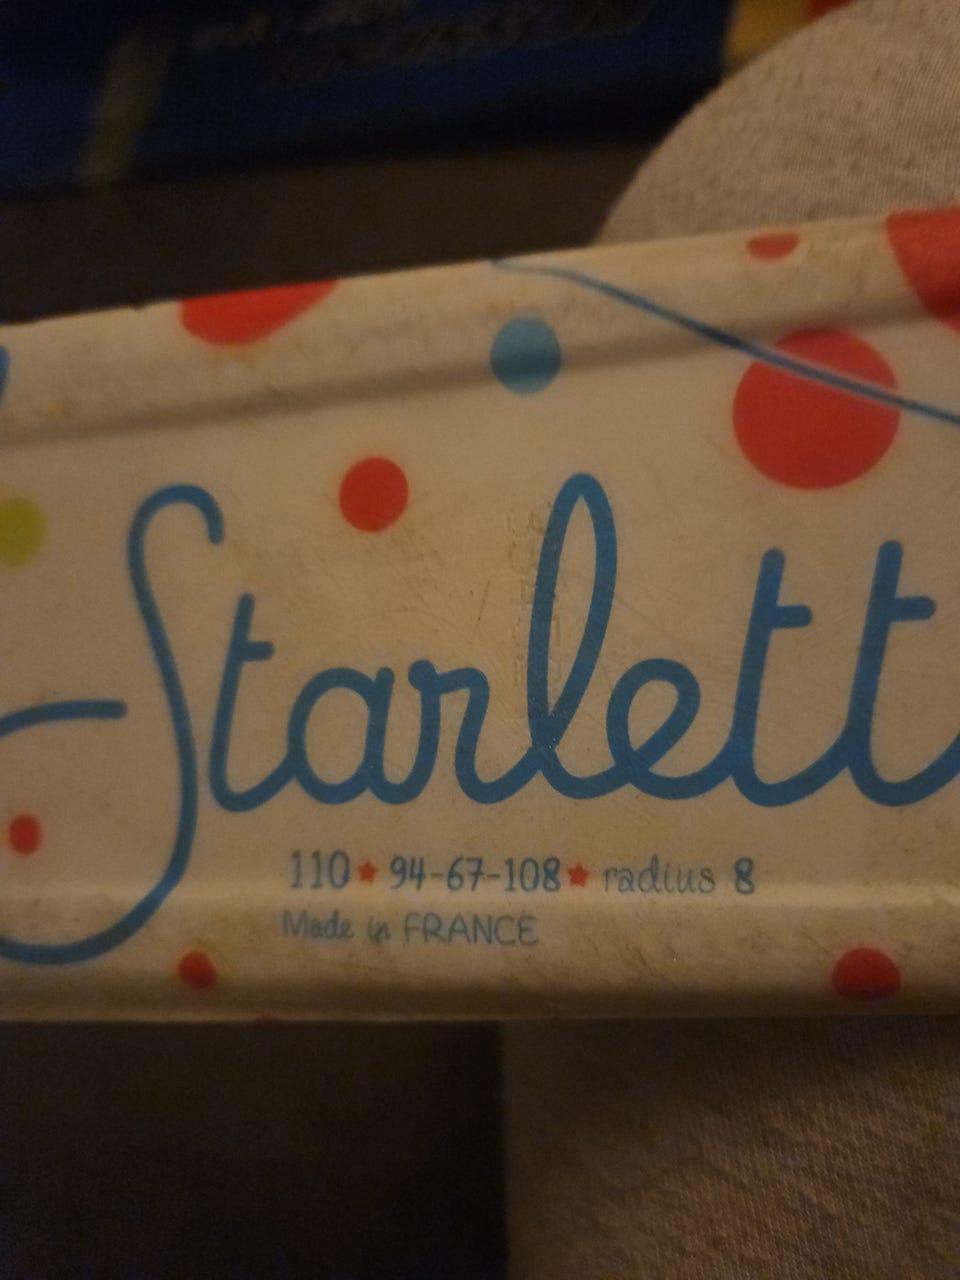 Starlett
110★94-67-108★radius 8
Made in FRANCE